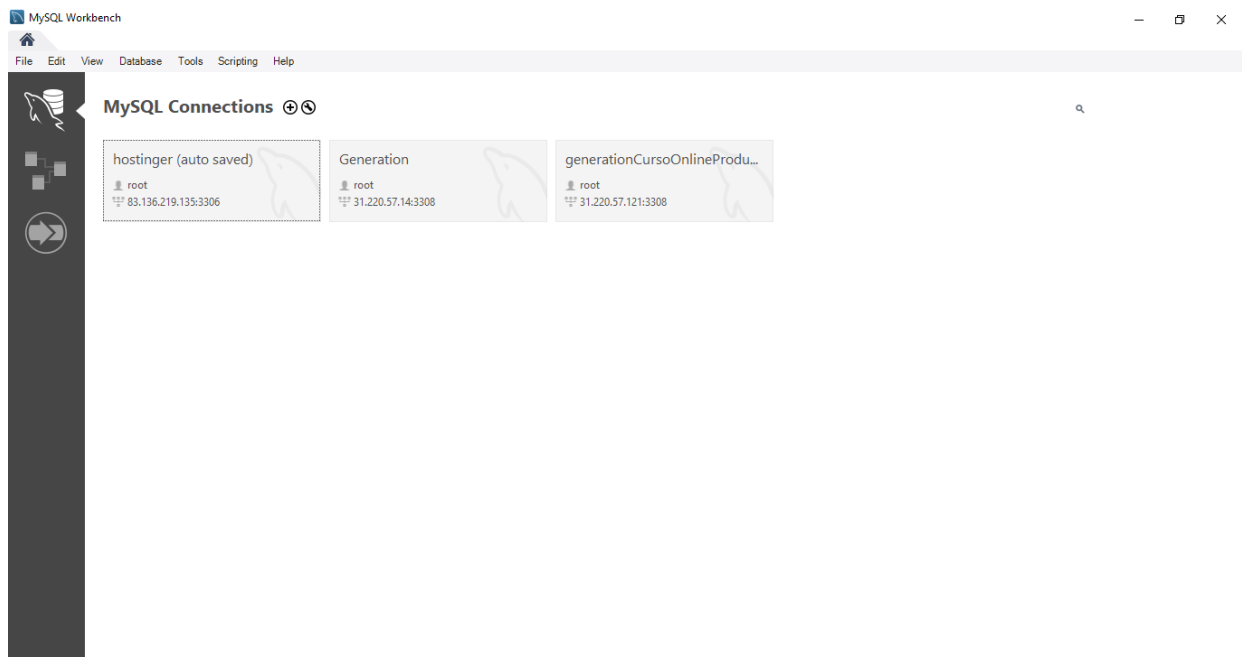 MySQL Workbench
File Edit View Database Tools Scripting Help
MySQL Connections
hostinger (auto saved)
root
83.136.219.135:3306
Generation
root
31.220.57.14:3308
generationCursoOnlineProdu...
root
31.220.57.121:3308